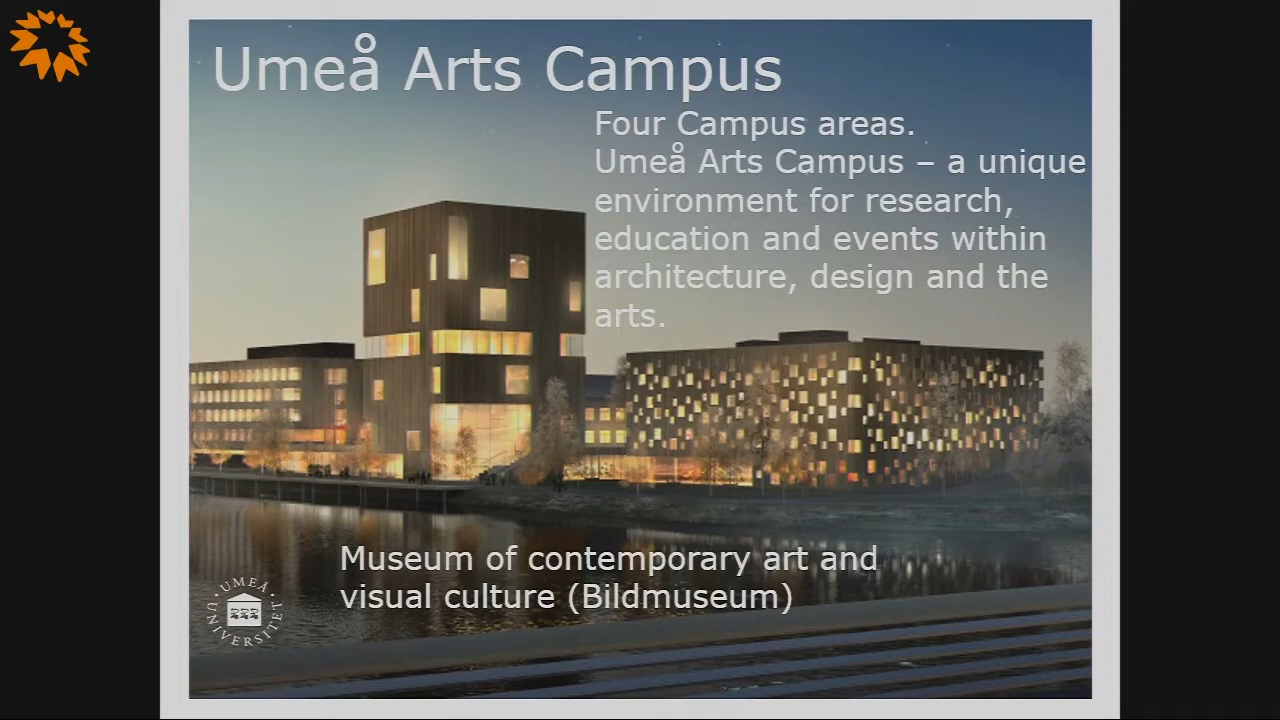 Umeå Arts Campus
Four Campus areas.
Umeå Arts Campus – a unique
environment for research,
education and events within
architecture, design and the
arts.
Museum of contemporary art and
visual culture (Bildmuseum)
UMEÅ
UNIVERSITET